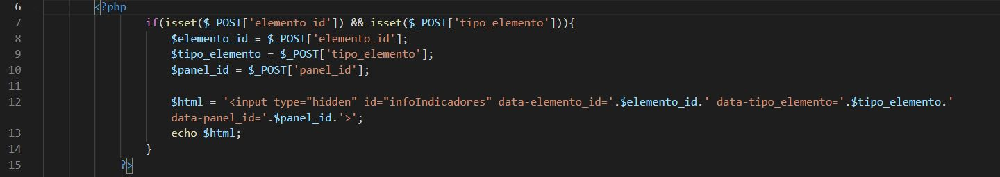 6 <?php
7 if(isset($_POST['elemento_id']) && isset($_POST['tipo_elemento'])){
8 $elemento_id = $_POST['elemento_id'];
9 $tipo_elemento = $_POST['tipo_elemento'];
10 $panel_id = $_POST['panel_id'];
11
12 $html = '<input type="hidden" id="infoIndicadores" data-elemento_id='.$elemento_id.' data-tipo_elemento='.$tipo_elemento.'
data-panel_id='.$panel_id.'>';
13 echo $html;
14 }
15 ?>